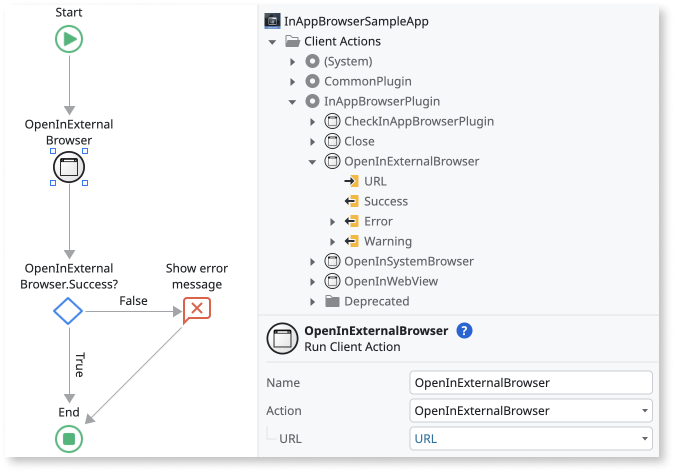 Start
OpenInExternal
Browser
OpenInExternal
Browser.Success?
False
Show error
message
True
End
InAppBrowserSampleApp
Client Actions
(System)
CommonPlugin
InAppBrowserPlugin
CheckInAppBrowserPlugin
Close
OpenInExternalBrowser
URL
Success
Error
Warning
OpenInSystemBrowser
OpenInWebView
Deprecated
OpenInExternalBrowser ?
Run Client Action
Name OpenInExternalBrowser
Action OpenInExternalBrowser
URL URL